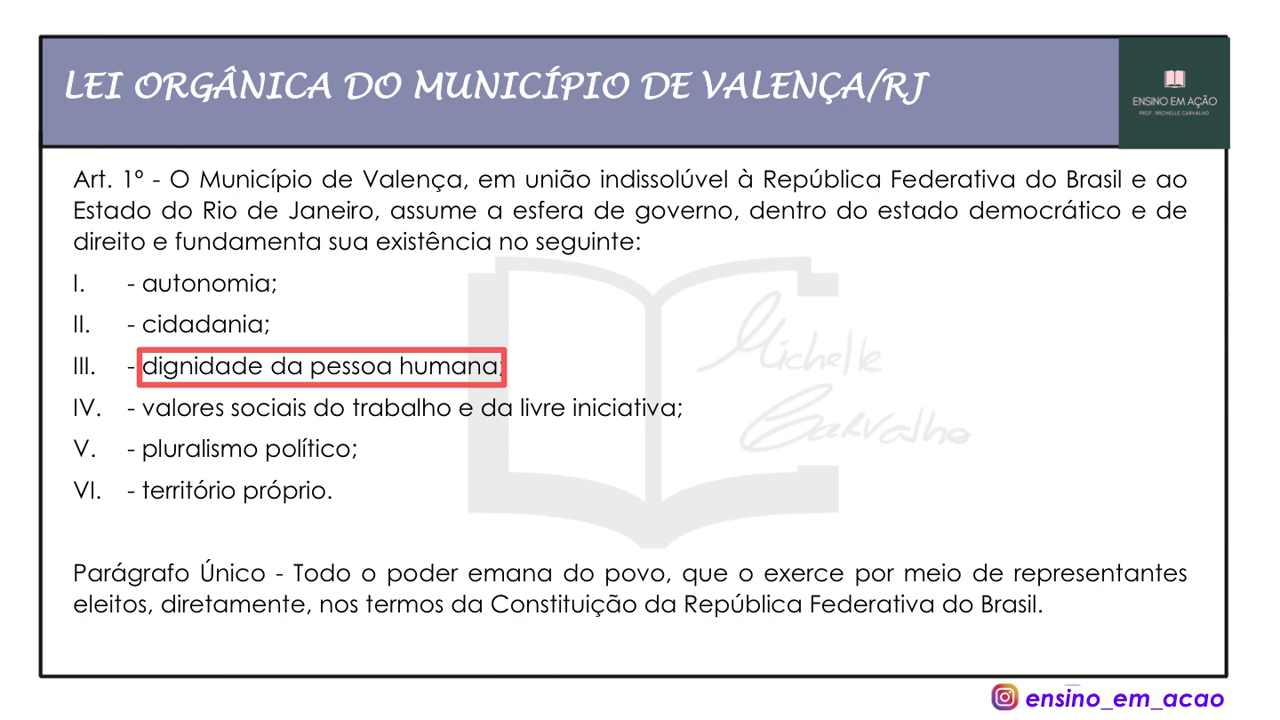 LEI ORGÂNICA DO MUNICÍPIO DE VALENÇA/RJ
ENSINO EM AÇÃO
PROF. MICHELLE CARVALHO
Art. 1º - O Município de Valença, em união indissolúvel à República Federativa do Brasil e ao
Estado do Rio de Janeiro, assume a esfera de governo, dentro do estado democrático e de
direito e fundamenta sua existência no seguinte:
I. - autonomia;
II. - cidadania;
III. - dignidade da pessoa humana;
IV. - valores sociais do trabalho e da livre iniciativa;
V. - pluralismo político;
VI. - território próprio.
Michelle
Carvalho
Parágrafo Único - Todo o poder emana do povo, que o exerce por meio de representantes
eleitos, diretamente, nos termos da Constituição da República Federativa do Brasil.
ensino_em_acao